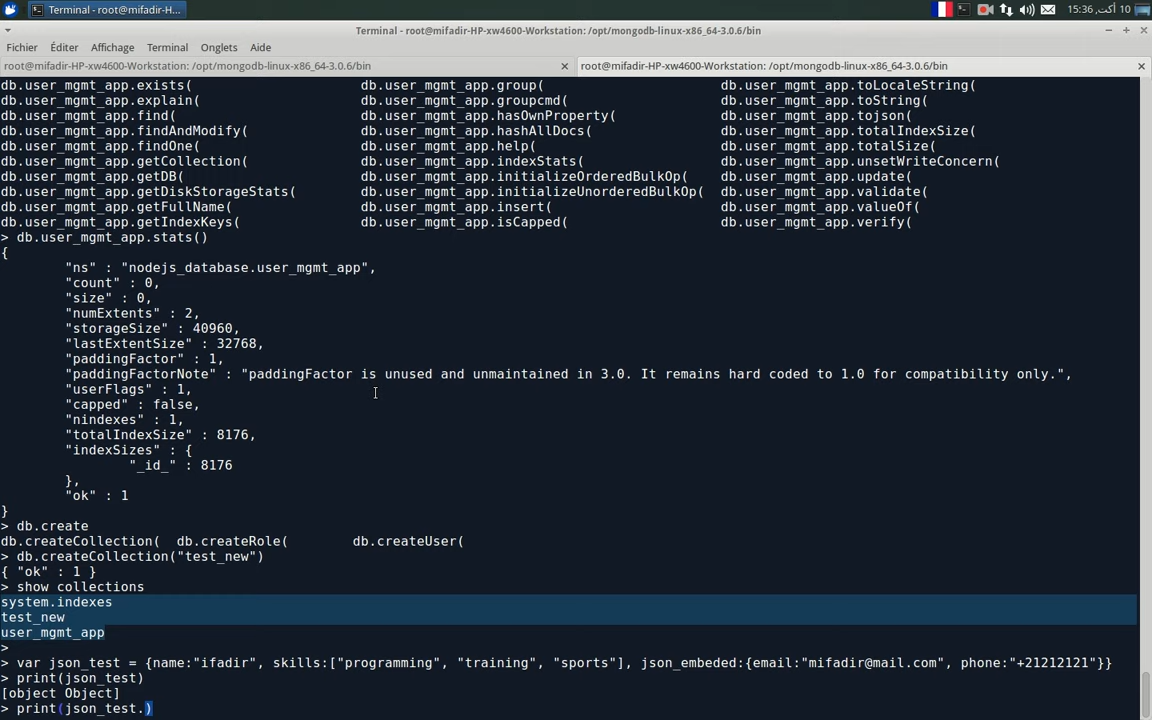 Terminal - root@mifadir-H...
15:36 ,أكت 10
Terminal - root@mifadir-HP-xw4600-Workstation: /opt/mongodb-linux-x86_64-3.0.6/bin
Fichier Éditer Affichage Terminal Onglets Aide
root@mifadir-HP-xw4600-Workstation: /opt/mongodb-linux-x86_64-3.0.6/bin root@mifadir-HP-xw4600-Workstation: /opt/mongodb-linux-x86_64-3.0.6/bin
db.user_mgmt_app.exists( db.user_mgmt_app.group( db.user_mgmt_app.toLocaleString(
db.user_mgmt_app.explain( db.user_mgmt_app.groupcmd( db.user_mgmt_app.toString(
db.user_mgmt_app.find( db.user_mgmt_app.hasOwnProperty( db.user_mgmt_app.tojson(
db.user_mgmt_app.findAndModify( db.user_mgmt_app.hashAllDocs( db.user_mgmt_app.totalIndexSize(
db.user_mgmt_app.findOne( db.user_mgmt_app.help( db.user_mgmt_app.totalSize(
db.user_mgmt_app.getCollection( db.user_mgmt_app.indexStats( db.user_mgmt_app.unsetWriteConcern(
db.user_mgmt_app.getDB( db.user_mgmt_app.initializeOrderedBulkOp( db.user_mgmt_app.update(
db.user_mgmt_app.getDiskStorageStats( db.user_mgmt_app.initializeUnorderedBulkOp( db.user_mgmt_app.validate(
db.user_mgmt_app.getFullName( db.user_mgmt_app.insert( db.user_mgmt_app.valueOf(
db.user_mgmt_app.getIndexKeys( db.user_mgmt_app.isCapped( db.user_mgmt_app.verify(
> db.user_mgmt_app.stats()
{
"ns" : "nodejs_database.user_mgmt_app",
"count" : 0,
"size" : 0,
"numExtents" : 2,
"storageSize" : 40960,
"lastExtentSize" : 32768,
"paddingFactor" : 1,
"paddingFactorNote" : "paddingFactor is unused and unmaintained in 3.0. It remains hard coded to 1.0 for compatibility only.",
"userFlags" : 1,
"capped" : false,
"nindexes" : 1,
"totalIndexSize" : 8176,
"indexSizes" : {
"_id_" : 8176
},
"ok" : 1
}
> db.create
db.createCollection( db.createRole( db.createUser(
> db.createCollection("test_new")
{ "ok" : 1 }
> show collections
system.indexes
test_new
user_mgmt_app
>
> var json_test = {name:"ifadir", skills:["programming", "training", "sports"], json_embeded:{email:"mifadir@mail.com", phone:"+21212121"}}
> print(json_test)
[object Object]
> print(json_test.)